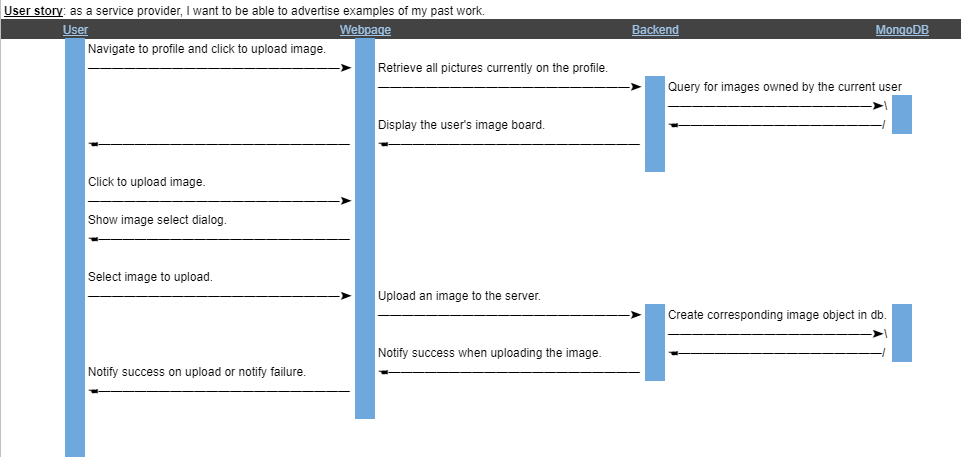 User story: as a service provider, I want to be able to advertise examples of my past work.
User Webpage Backend MongoDB
Navigate to profile and click to upload image.
Retrieve all pictures currently on the profile.
Query for images owned by the current user
Display the user's image board.
Click to upload image.
Show image select dialog.
Select image to upload.
Upload an image to the server.
Create corresponding image object in db.
Notify success when uploading the image.
Notify success on upload or notify failure.